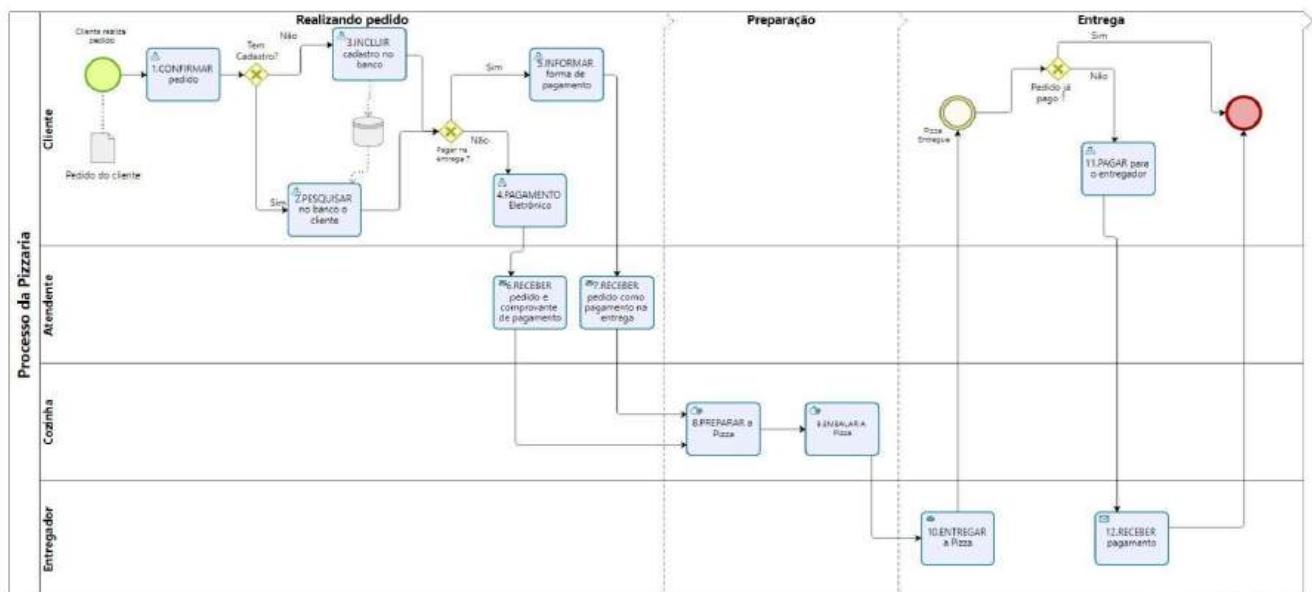 Processo da Pizzaria
Realizando pedido
Preparação
Entrega
Cliente
Cliente realiza
pedido
Pedido do cliente
1.CONFIRMAR
pedido
Tem
Cadastro?
Não
Sim
3.INCLUIR
cadastro no
banco
2.PESQUISAR
no banco o
cliente
Pagar na
entrega ?
Sim
Não
5.INFORMAR
forma de
pagamento
4.PAGAMENTO
Eletrônico
Pizza
Entregue
Pedido já
pago ?
Sim
Não
11.PAGAR para
o entregador
Atendente
6.RECEBER
pedido e
comprovante
de pagamento
7.RECEBER
pedido como
pagamento na
entrega
Cozinha
8.PREPARAR a
Pizza
9.EMBALAR A
Pizza
Entregador
10.ENTREGAR
a Pizza
12.RECEBER
pagamento